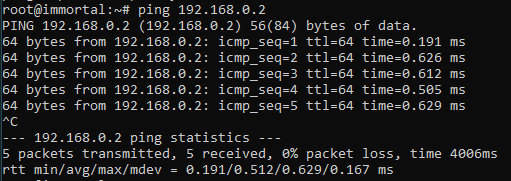 root@immortal:~# ping 192.168.0.2
PING 192.168.0.2 (192.168.0.2) 56(84) bytes of data.
64 bytes from 192.168.0.2: icmp_seq=1 ttl=64 time=0.191 ms
64 bytes from 192.168.0.2: icmp_seq=2 ttl=64 time=0.626 ms
64 bytes from 192.168.0.2: icmp_seq=3 ttl=64 time=0.612 ms
64 bytes from 192.168.0.2: icmp_seq=4 ttl=64 time=0.505 ms
64 bytes from 192.168.0.2: icmp_seq=5 ttl=64 time=0.629 ms
^C
--- 192.168.0.2 ping statistics ---
5 packets transmitted, 5 received, 0% packet loss, time 4006ms
rtt min/avg/max/mdev = 0.191/0.512/0.629/0.167 ms